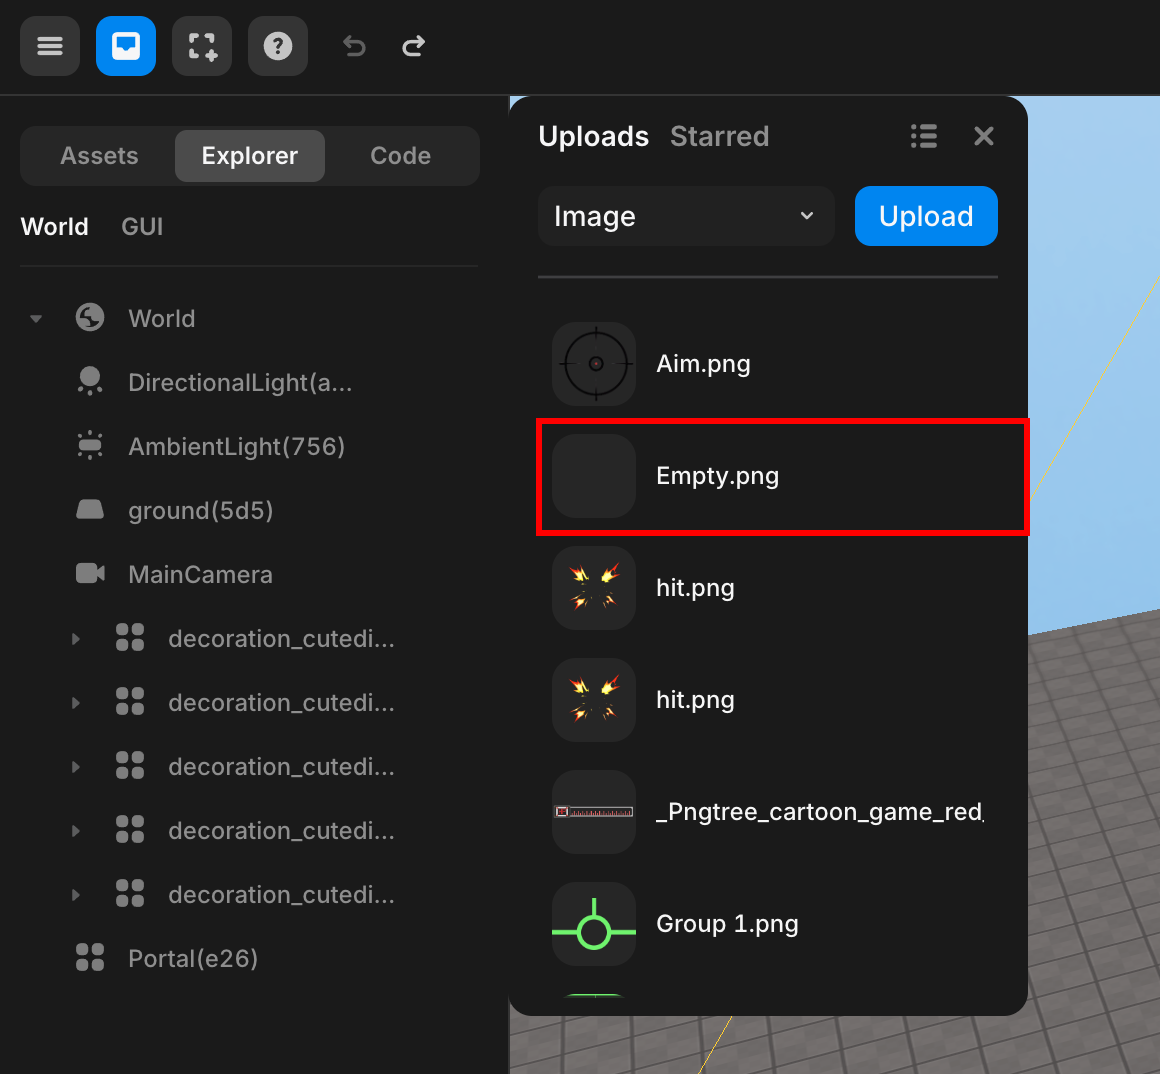 Assets Explorer Code
World GUI
World
DirectionalLight(a...
AmbientLight(756)
ground(5d5)
MainCamera
decoration_cutedi...
decoration_cutedi...
decoration_cutedi...
decoration_cutedi...
decoration_cutedi...
Portal(e26)
Uploads Starred
Image Upload
Aim.png
Empty.png
hit.png
hit.png
_Pngtree_cartoon_game_red_
Group 1.png